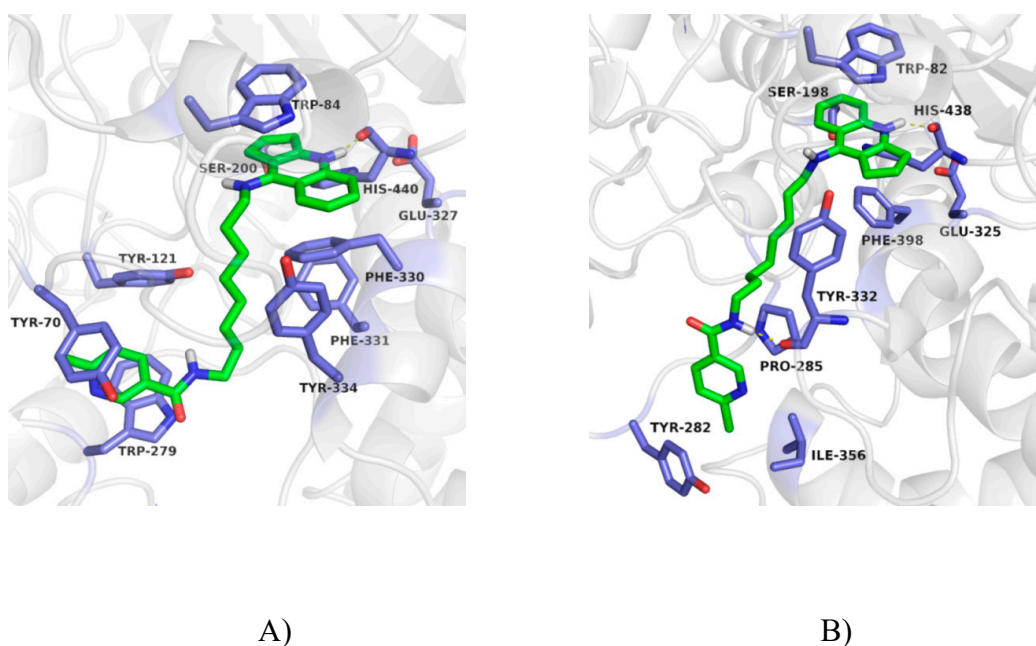 TRP-84
SER-200
HIS-440
GLU-327
TYR-121
PHE-330
TYR-70
PHE-331
TYR-334
TRP-279
TRP-82
SER-198
HIS-438
PHE-398
GLU-325
TYR-332
PRO-285
TYR-282
ILE-356
A)
B)